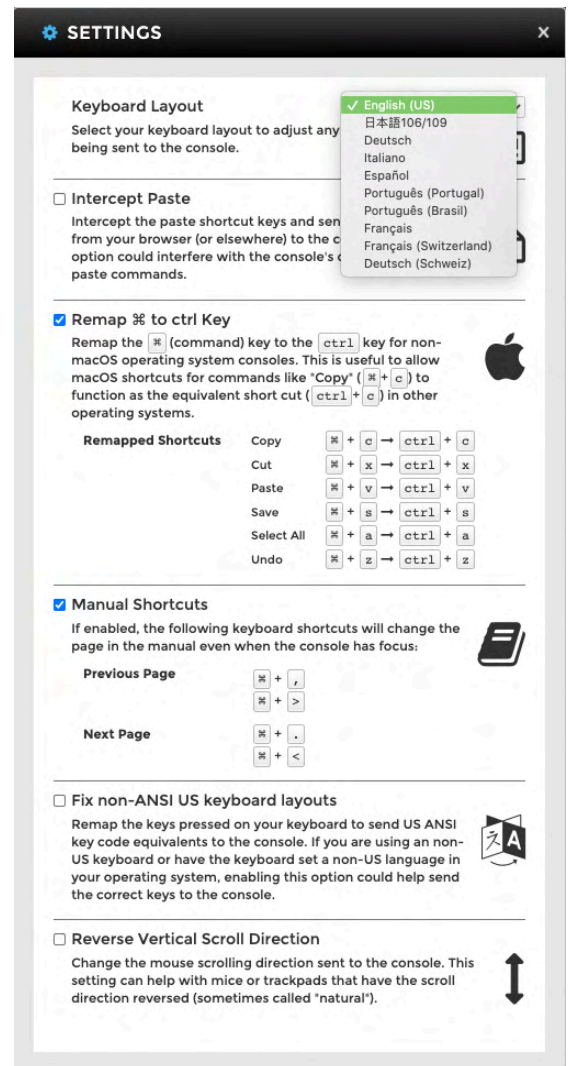 SETTINGS ×
Keyboard Layout
Select your keyboard layout to adjust any
being sent to the console.
✓ English (US)
日本語106/109
Deutsch
Italiano
Español
Português (Portugal)
Português (Brasil)
Français
Français (Switzerland)
Deutsch (Schweiz)
Intercept Paste
Intercept the paste shortcut keys and sen
from your browser (or elsewhere) to the c
option could interfere with the console's
paste commands.
Remap ⌘ to ctrl Key
Remap the ⌘ (command) key to the ctrl key for non-
macOS operating system consoles. This is useful to allow
macOS shortcuts for commands like "Copy" ( ⌘ + c ) to
function as the equivalent short cut ( ctrl + c ) in other
operating systems.
Remapped Shortcuts Copy ⌘ + c → ctrl + c
Cut ⌘ + x → ctrl + x
Paste ⌘ + v → ctrl + v
Save ⌘ + s → ctrl + s
Select All ⌘ + a → ctrl + a
Undo ⌘ + z → ctrl + z
Manual Shortcuts
If enabled, the following keyboard shortcuts will change the
page in the manual even when the console has focus:
Previous Page ⌘ + ,
⌘ + >
Next Page ⌘ + .
⌘ + <
Fix non-ANSI US keyboard layouts
Remap the keys pressed on your keyboard to send US ANSI
key code equivalents to the console. If you are using an non-
US keyboard or have the keyboard set a non-US language in
your operating system, enabling this option could help send
the correct keys to the console.
A
Reverse Vertical Scroll Direction
Change the mouse scrolling direction sent to the console. This
setting can help with mice or trackpads that have the scroll
direction reversed (sometimes called "natural").